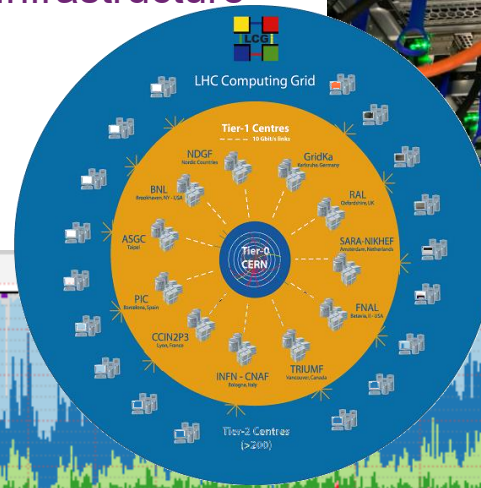 LCG
LHC Computing Grid
Tier-1 Centres
10 Gbit/s links
NDGF
Nordic Countries
GridKa
Karlsruhe, Germany
BNL
Brookhaven, NY - USA
RAL
Oxfordshire, UK
ASGC
Taipei
Tier-0
CERN
SARA-NIKHEF
Amsterdam, Netherlands
PIC
Barcelona, Spain
FNAL
Batavia, Il - USA
CCIN2P3
Lyon, France
INFN - CNAF
Bologna, Italy
TRIUMF
Vancouver, Canada
Tier-2 Centres
(>200)